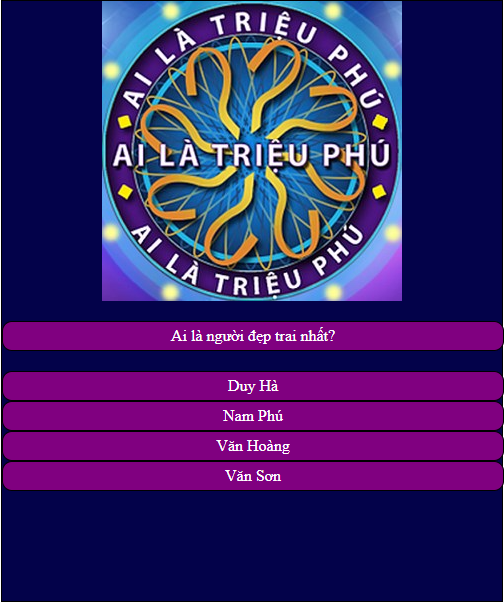 AI LÀ TRIỆU PHÚ
AI LÀ TRIỆU PHÚ
AI LÀ TRIỆU PHÚ
Ai là người đẹp trai nhất?
Duy Hà
Nam Phú
Văn Hoàng
Văn Sơn